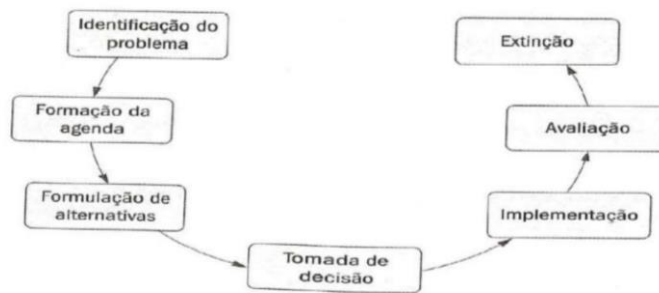 Identificação do
problema
Formação da
agenda
Formulação de
alternativas
Tomada de
decisão
Implementação
Avaliação
Extinção